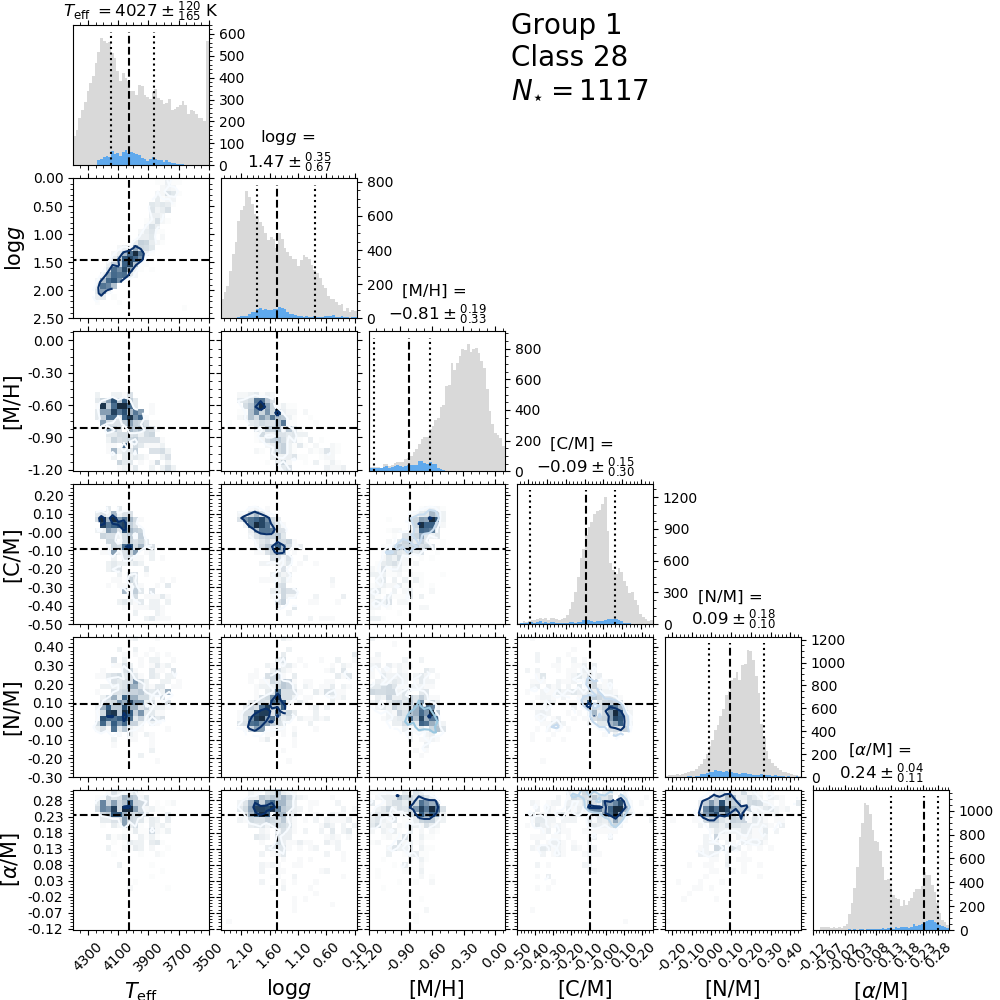 T_eff = 4027 ± 120 165 K
Group 1
Class 28
N⋆ = 1117
600
500
400
300
200
100
0
logg =
1.47 ± 0.35 0.67
logg
0.00
0.50
1.00
1.50
2.00
2.50
800
600
400
200
0
[M/H] =
−0.81 ± 0.19 0.33
[M/H]
0.00
-0.30
-0.60
-0.90
-1.20
800
600
400
200
0
[C/M] =
−0.09 ± 0.15 0.30
[C/M]
0.20
0.10
-0.00
-0.10
-0.20
-0.30
-0.40
-0.50
1200
900
600
300
0
[N/M] =
0.09 ± 0.18 0.10
[N/M]
0.40
0.30
0.20
0.10
0.00
-0.10
-0.20
-0.30
1200
1000
800
600
400
200
0
[α/M] =
0.24 ± 0.04 0.11
[α/M]
0.28
0.23
0.18
0.13
0.08
0.03
-0.02
-0.07
-0.12
1000
800
600
400
200
0
4300 4100 3900 3700 3500
2.10 1.60 1.10 0.60 0.10
-1.20 -0.90 -0.60 -0.30 0.00
-0.50 -0.40 -0.30 -0.20 -0.10 -0.00 0.10 0.20
-0.20 -0.10 0.00 0.10 0.20 0.30 0.40
-0.12 -0.07 -0.02 0.03 0.08 0.13 0.18 0.23 0.28
T_eff logg [M/H] [C/M] [N/M] [α/M]